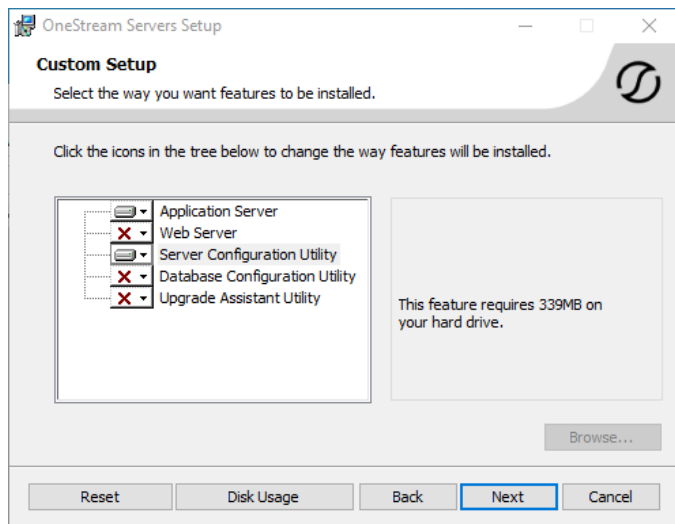 OneStream Servers Setup
Custom Setup
Select the way you want features to be installed.
Click the icons in the tree below to change the way features will be installed.
Application Server
Web Server
Server Configuration Utility
Database Configuration Utility
Upgrade Assistant Utility
This feature requires 339MB on
your hard drive.
Browse...
Reset
Disk Usage
Back
Next
Cancel